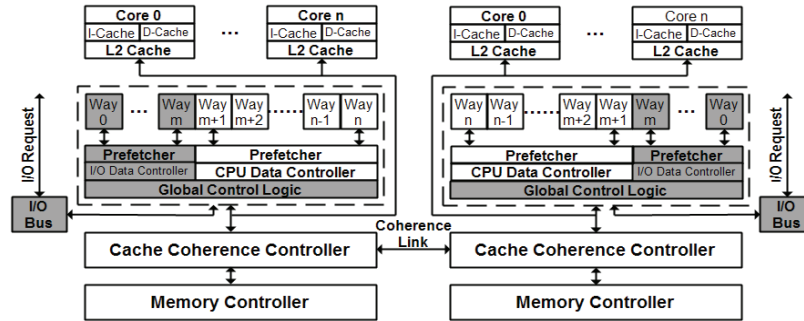 Core 0
I-Cache D-Cache
L2 Cache
...
Core n
I-Cache D-Cache
L2 Cache
Core 0
I-Cache D-Cache
L2 Cache
...
Core n
I-Cache D-Cache
L2 Cache
I/O Request
Way 0
...
Way m
Way m+1
Way m+2
......
Way n-1
Way n
Prefetcher
I/O Data Controller
Prefetcher
CPU Data Controller
Global Control Logic
I/O
Bus
Way n
Way n-1
......
Way m+2
Way m+1
Way m
...
Way 0
Prefetcher
CPU Data Controller
Prefetcher
I/O Data Controller
Global Control Logic
I/O Request
I/O
Bus
Cache Coherence Controller
Coherence
Link
Cache Coherence Controller
Memory Controller
Memory Controller